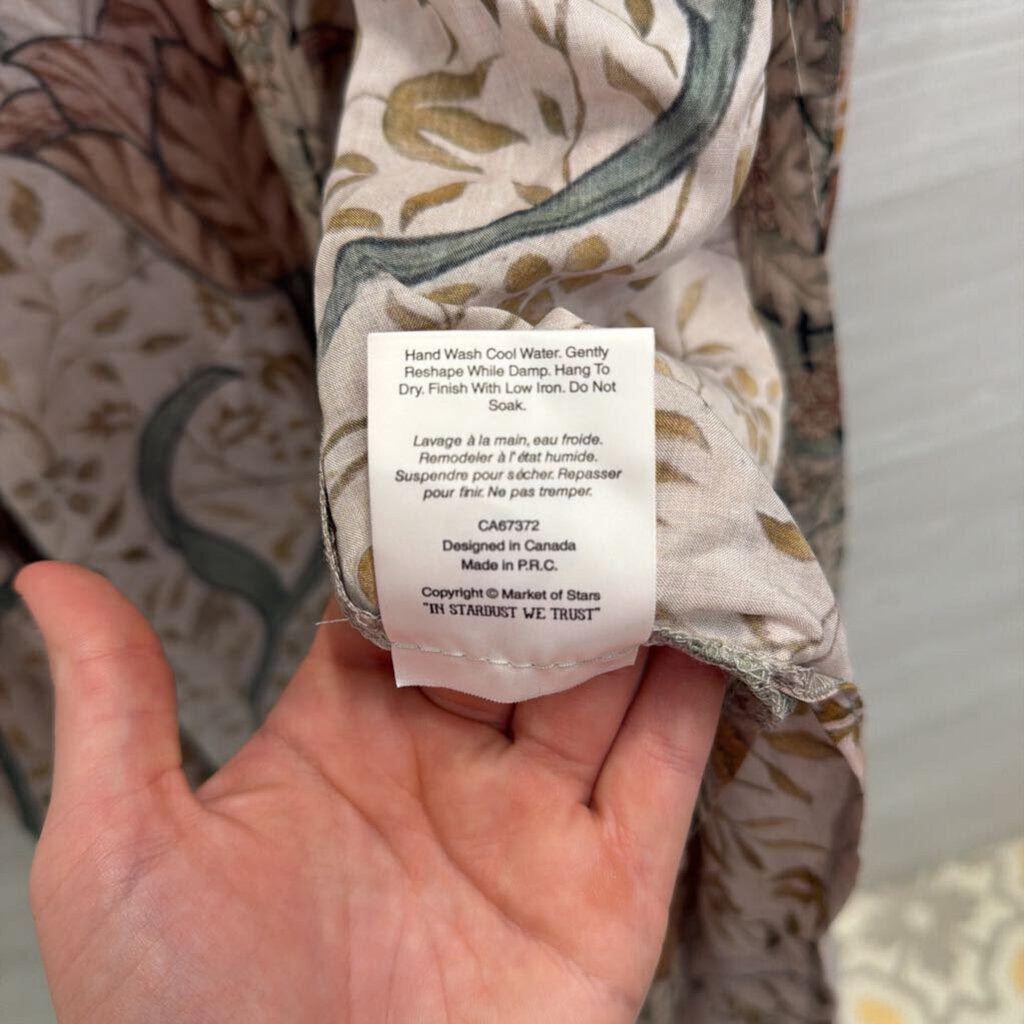 Hand Wash Cool Water. Gently
Reshape While Damp. Hang To
Dry. Finish With Low Iron. Do Not
Soak.
Lavage à la main, eau froide.
Remodeler à l'état humide.
Suspendre pour sécher. Repasser
pour finir. Ne pas tremper.
CA67372
Designed in Canada
Made in P.R.C.
Copyright © Market of Stars
"IN STARDUST WE TRUST"